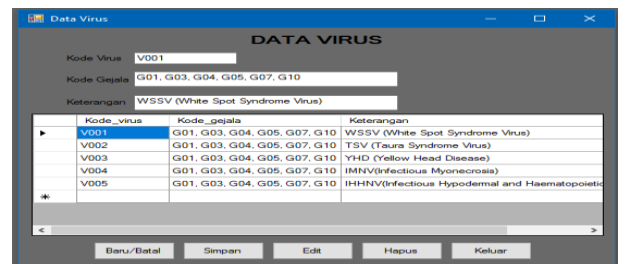 Data Virus
DATA VIRUS
Kode Virus V001
Kode Gejala G01, G03, G04, G05, G07, G10
Keterangan WSSV (White Spot Syndrome Virus)
Kode_virus Kode_gejala Keterangan
V001 G01, G03, G04, G05, G07, G10 WSSV (White Spot Syndrome Virus)
V002 G01, G03, G04, G05, G07, G10 TSV (Taura Syndrome Virus)
V003 G01, G03, G04, G05, G07, G10 YHD (Yellow Head Disease)
V004 G01, G03, G04, G05, G07, G10 IMNV(Infectious Myonecrosis)
V005 G01, G03, G04, G05, G07, G10 IHHNV(Infectious Hypodermal and Haematopoietic
Baru/Batal Simpan Edit Hapus Keluar